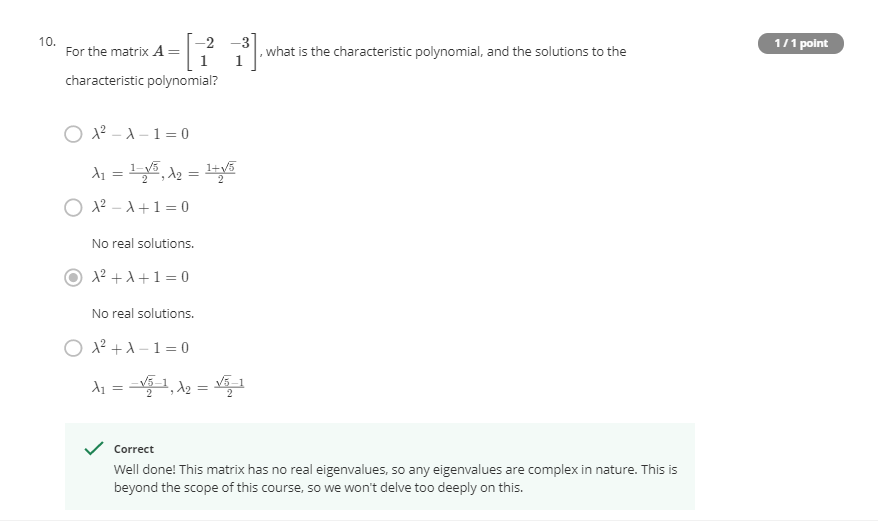 10.
For the matrix A = [−2 −3; 1 1], what is the characteristic polynomial, and the solutions to the
1 / 1 point
characteristic polynomial?
λ² − λ − 1 = 0
λ₁ = (1−√5)/2, λ₂ = (1+√5)/2
λ² − λ + 1 = 0
No real solutions.
λ² + λ + 1 = 0
No real solutions.
λ² + λ − 1 = 0
λ₁ = (−√5−1)/2, λ₂ = (√5−1)/2
Correct
Well done! This matrix has no real eigenvalues, so any eigenvalues are complex in nature. This is
beyond the scope of this course, so we won't delve too deeply on this.